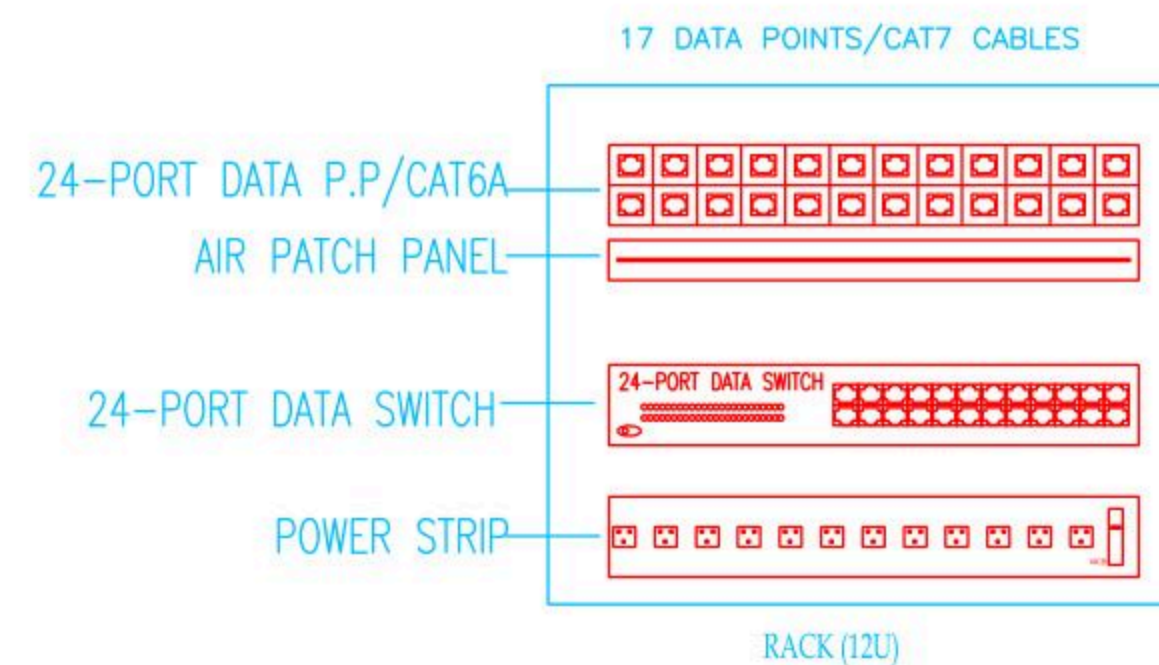 17 DATA POINTS/CAT7 CABLES
24-PORT DATA P.P/CAT6A
AIR PATCH PANEL
24-PORT DATA SWITCH
24-PORT DATA SWITCH
POWER STRIP
RACK (12U)